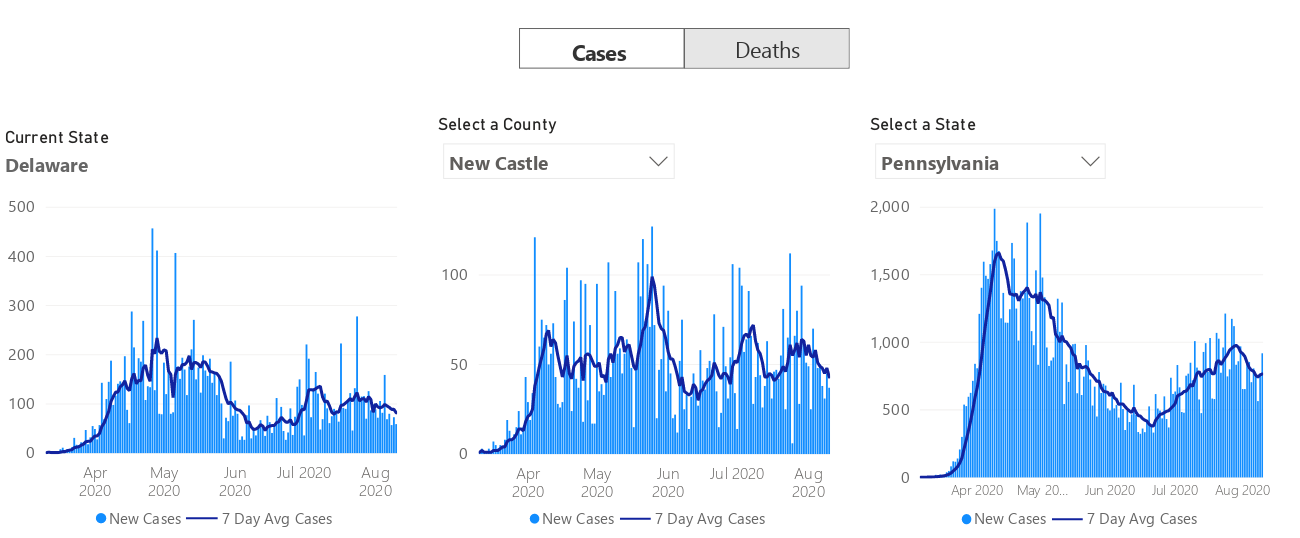 Cases Deaths
Current State
Delaware
Select a County
New Castle
Select a State
Pennsylvania
500
400
300
200
100
0
Apr 2020
May 2020
Jun 2020
Jul 2020
Aug 2020
New Cases 7 Day Avg Cases
100
50
0
Apr 2020
May 2020
Jun 2020
Jul 2020
Aug 2020
New Cases 7 Day Avg Cases
2,000
1,500
1,000
500
0
Apr 2020 May 20... Jun 2020 Jul 2020 Aug 2020
New Cases 7 Day Avg Cases